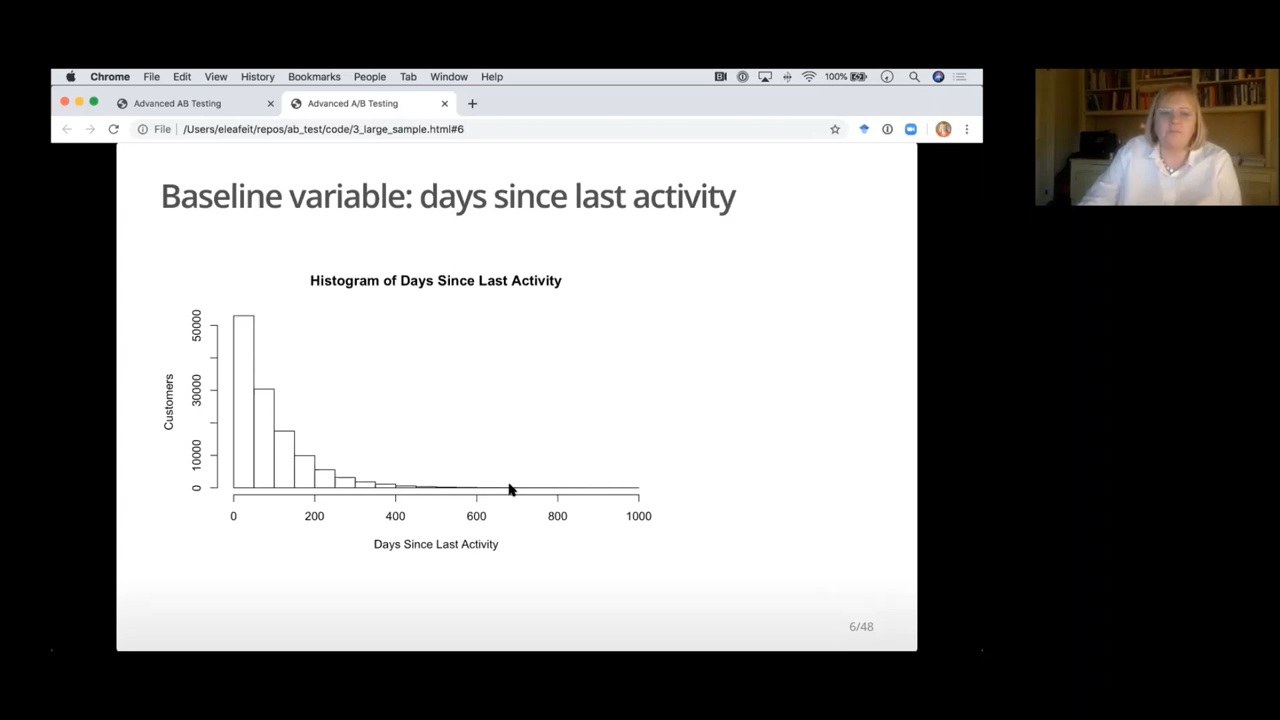 Chrome File Edit View History Bookmarks People Tab Window Help 100%
Advanced AB Testing Advanced A/B Testing
File /Users/eleafeit/repos/ab_test/code/3_large_sample.html#6
Baseline variable: days since last activity
Histogram of Days Since Last Activity
Customers
50000
30000
10000
0
0 200 400 600 800 1000
Days Since Last Activity
6/48